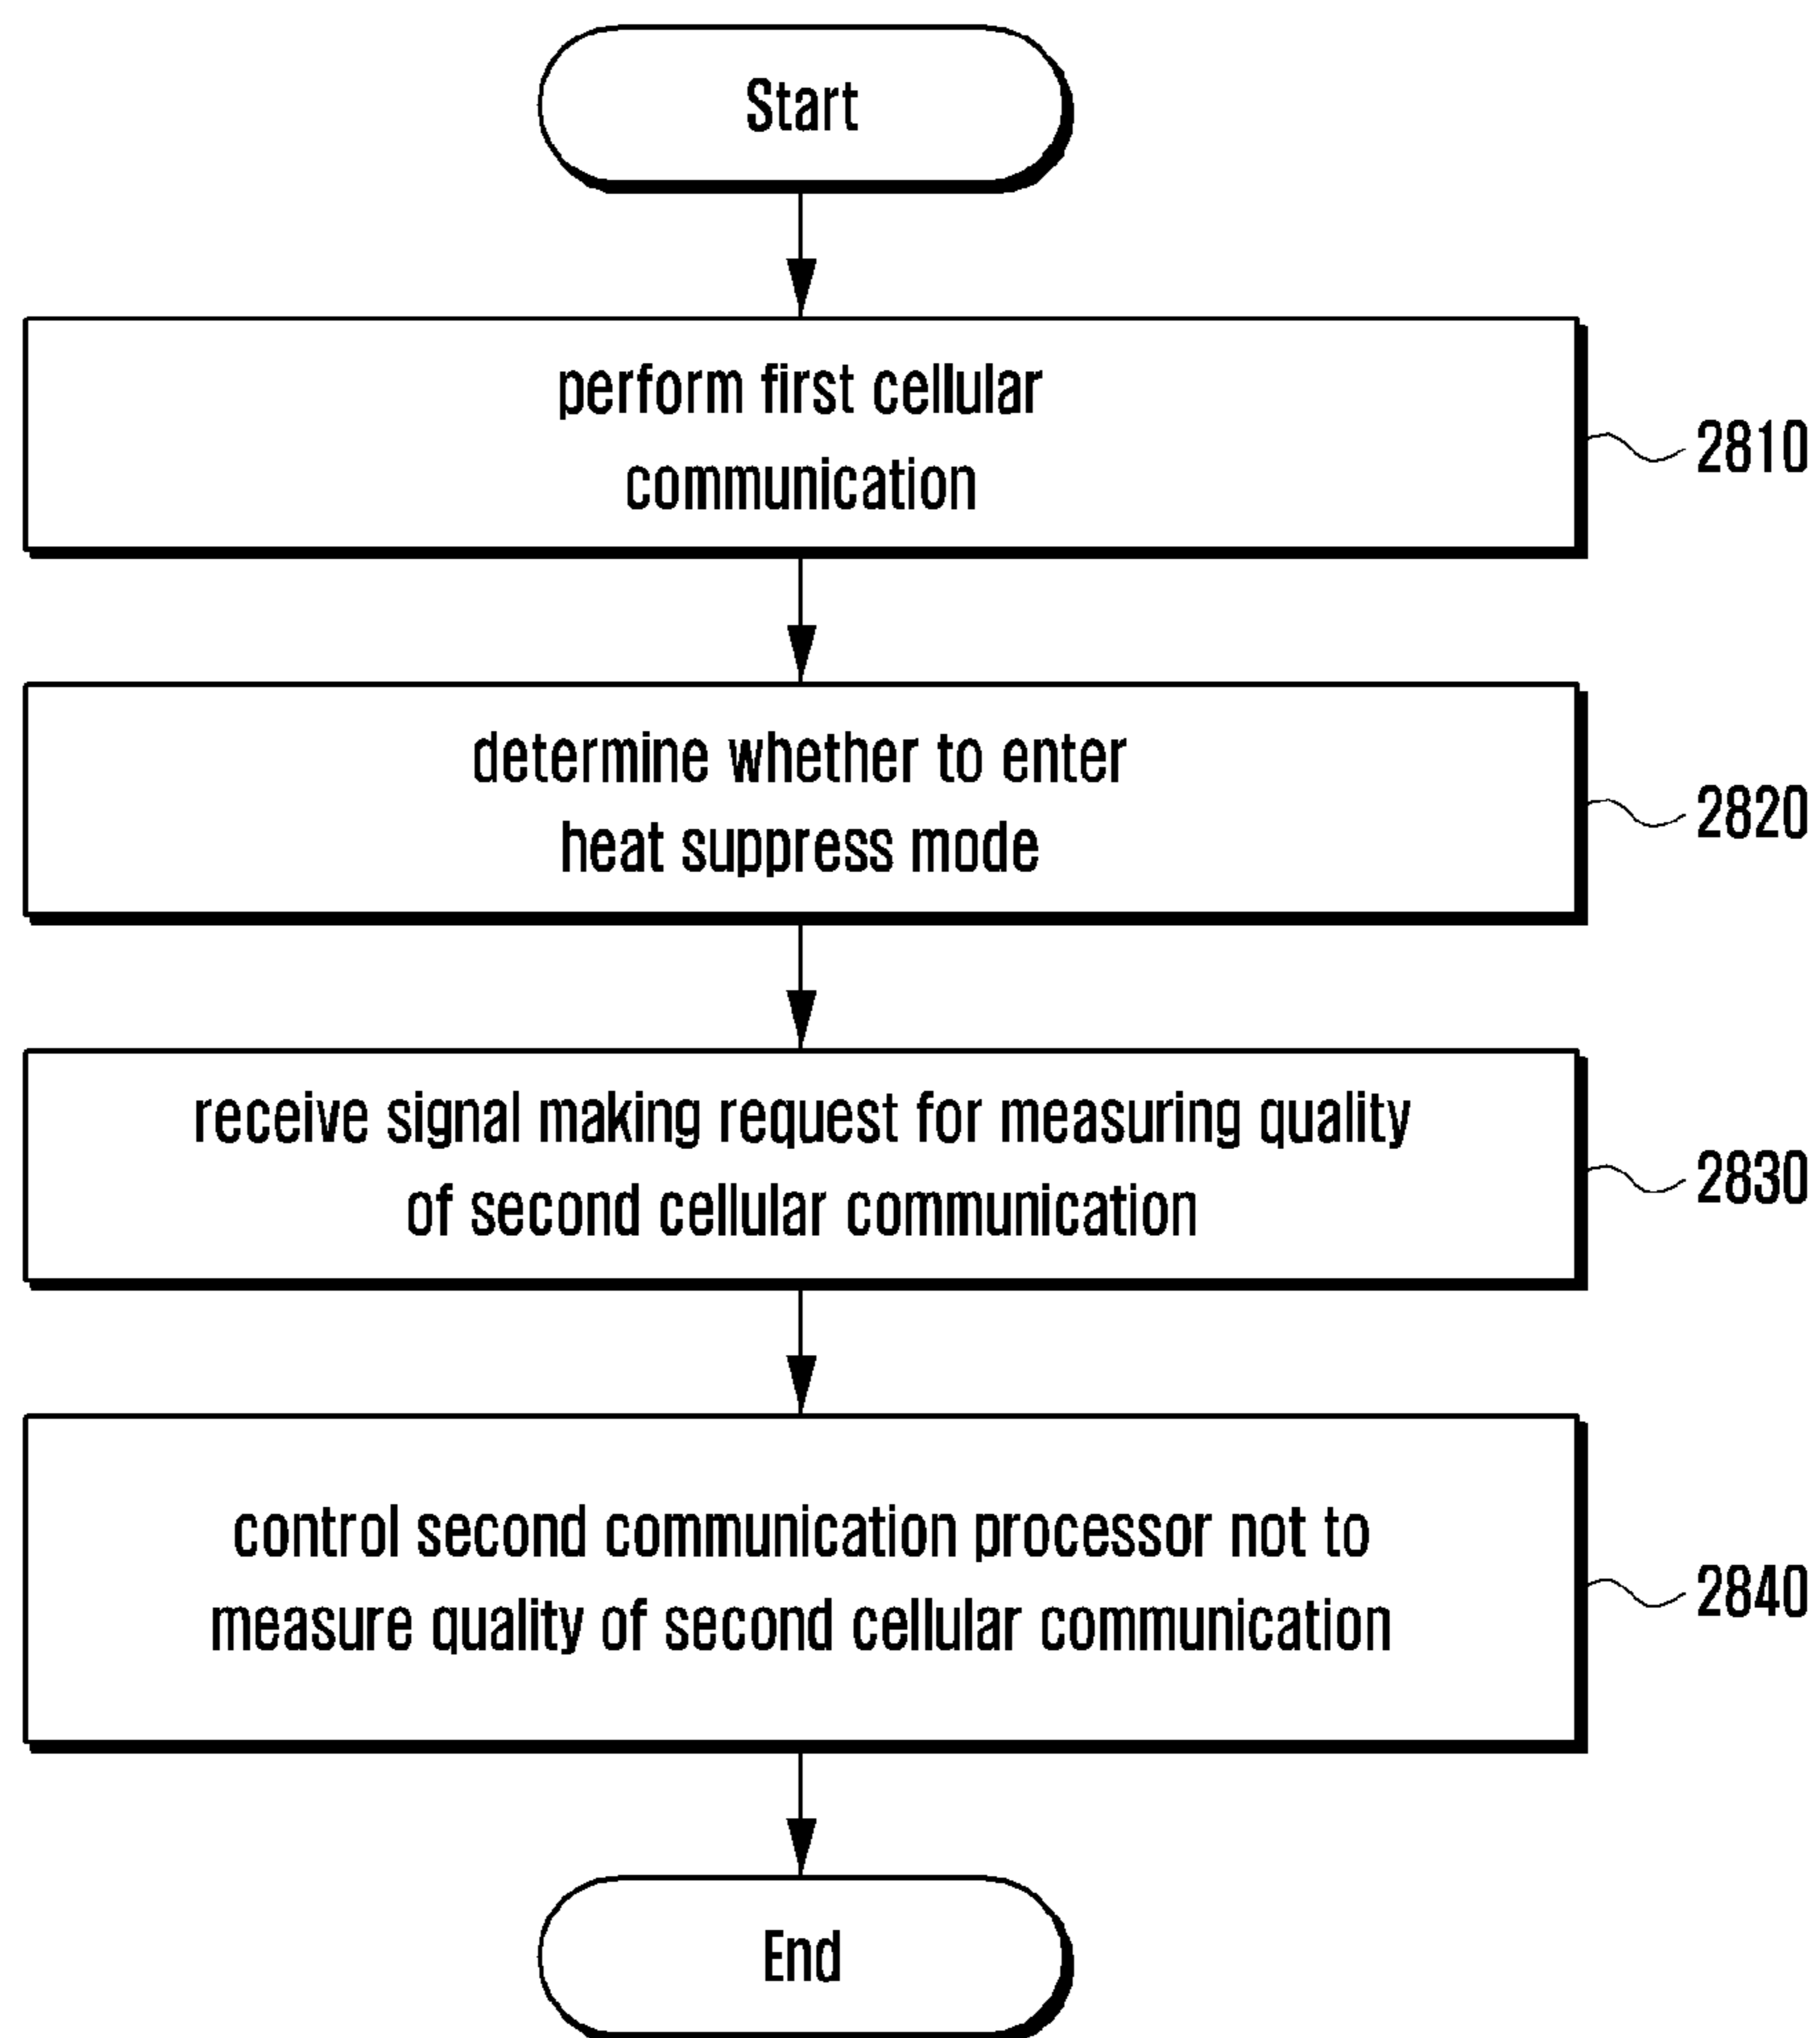 Start
perform first cellular
communication
2810
determine whether to enter
heat suppress mode
2820
receive signal making request for measuring quality
of second cellular communication
2830
control second communication processor not to
measure quality of second cellular communication
2840
End